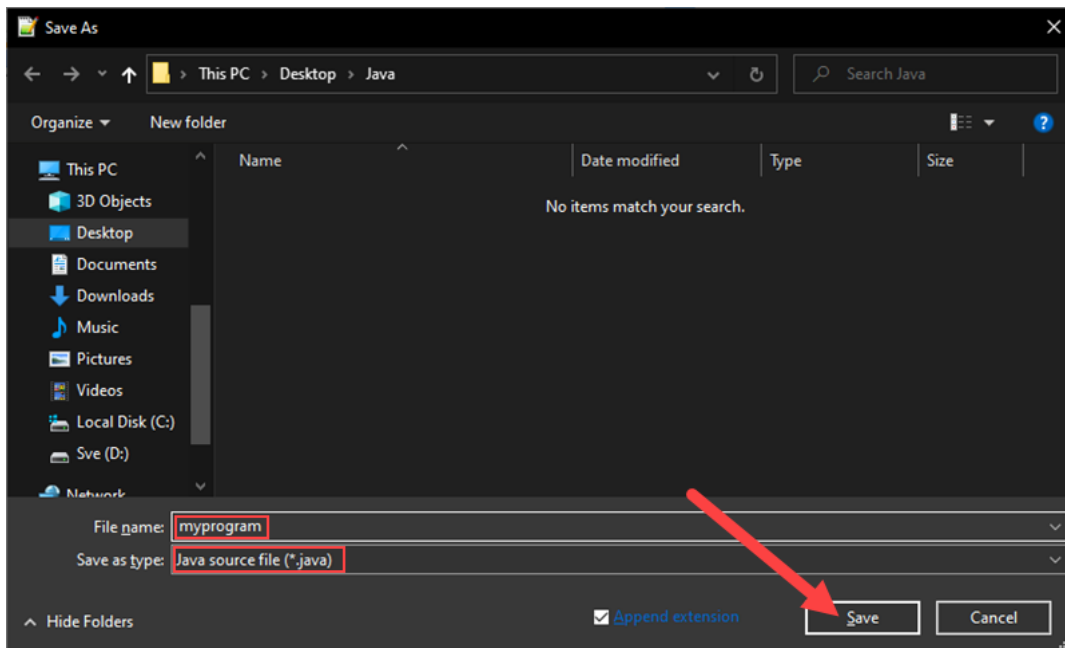 Save As
This PC > Desktop > Java
Search Java
Organize
New folder
Name
Date modified
Type
Size
No items match your search.
This PC
3D Objects
Desktop
Documents
Downloads
Music
Pictures
Videos
Local Disk (C:)
Sve (D:)
Network
File name: myprogram
Save as type: Java source file (*.java)
Hide Folders
Append extension
Save
Cancel